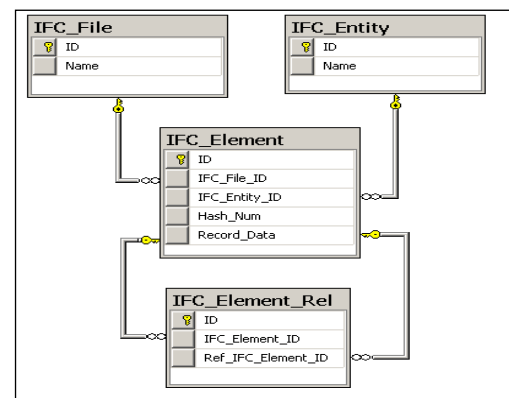 IFC_File
ID
Name
IFC_Entity
ID
Name
IFC_Element
ID
IFC_File_ID
IFC_Entity_ID
Hash_Num
Record_Data
IFC_Element_Rel
ID
IFC_Element_ID
Ref_IFC_Element_ID